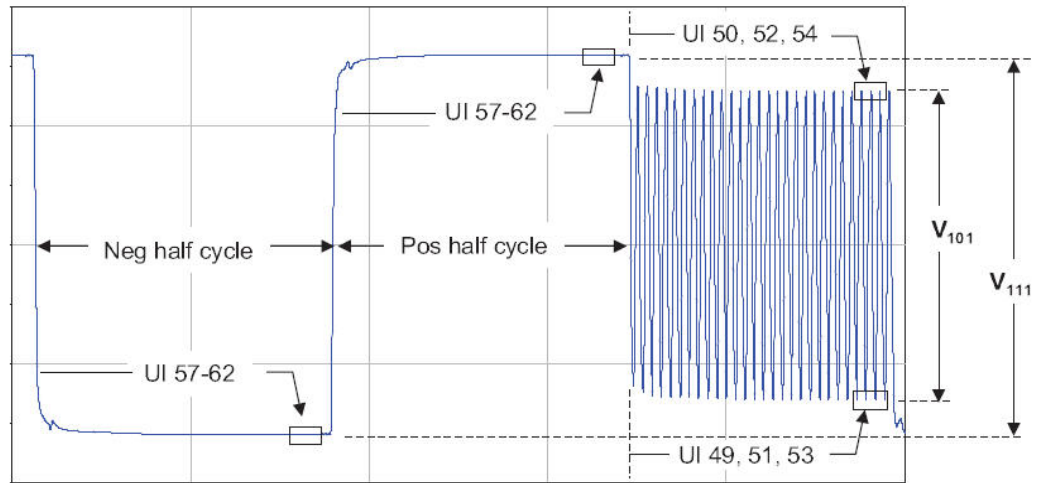 UI 50, 52, 54
UI 57-62
V101
Neg half cycle
Pos half cycle
V111
UI 57-62
UI 49, 51, 53